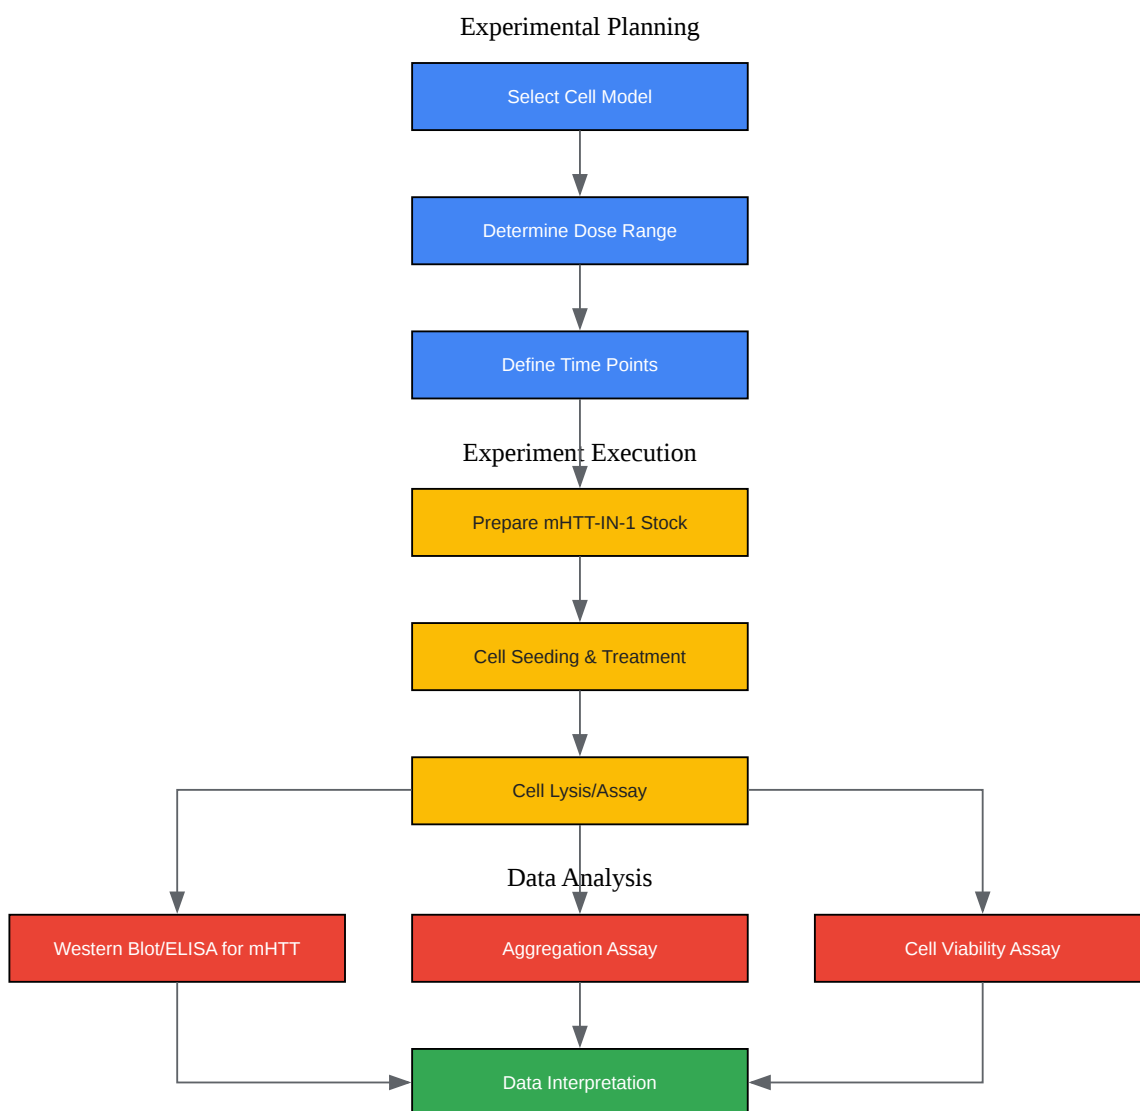 Experimental Planning
Select Cell Model
Determine Dose Range
Define Time Points
Experiment Execution
Prepare mHTT-IN-1 Stock
Cell Seeding & Treatment
Cell Lysis/Assay
Data Analysis
Western Blot/ELISA for mHTT
Aggregation Assay
Cell Viability Assay
Data Interpretation